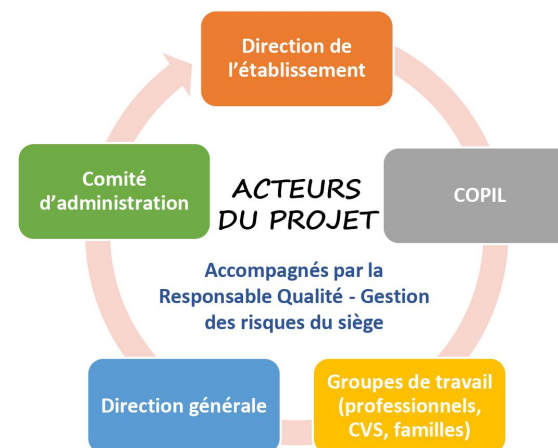 Direction de
l'établissement
Comité
d'administration
ACTEURS
DU PROJET
COPIL
Accompagnés par la
Responsable Qualité - Gestion
des risques du siège
Direction générale
Groupes de travail
(professionnels,
CVS, familles)